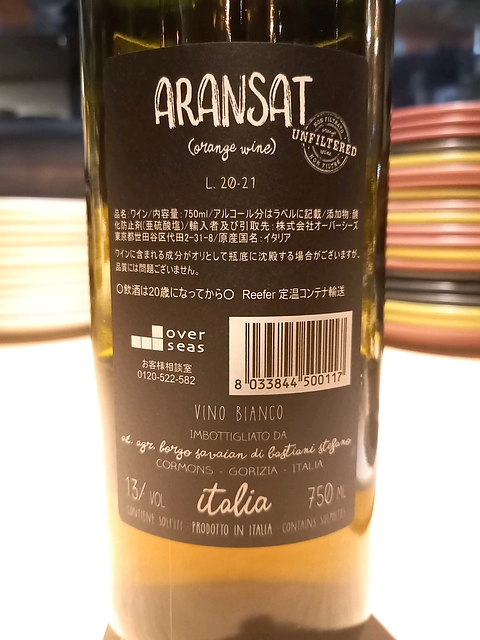 ARANSAT
(orange wine)
NON FILTRATO
UNFILTERED
wine
NON FILTRÉ
L. 20-21
品名:ワイン/内容量:750ml/アルコール分はラベルに記載/添加物:酸
化防止剤(亜硫酸塩)/輸入者及び引取先:株式会社オーバーシーズ
東京都世田谷区代田2-31-8/原産国名:イタリア
ワインに含まれる成分がオリとして瓶底に沈殿する場合がございますが、
品質には問題ございません。
〇飲酒は20歳になってから〇 Reefer 定温コンテナ輸送
over
seas
お客様相談室
0120-522-582
8 033844 500117
VINO BIANCO
IMBOTTIGLIATO DA
az. agr. borgo savaian di bastiani stefano
CORMONS - GORIZIA - ITALIA
13% VOL
italia
750 ML
CONTIENE SOLFITI · PRODOTTO IN ITALIA · CONTAINS SULPHITES